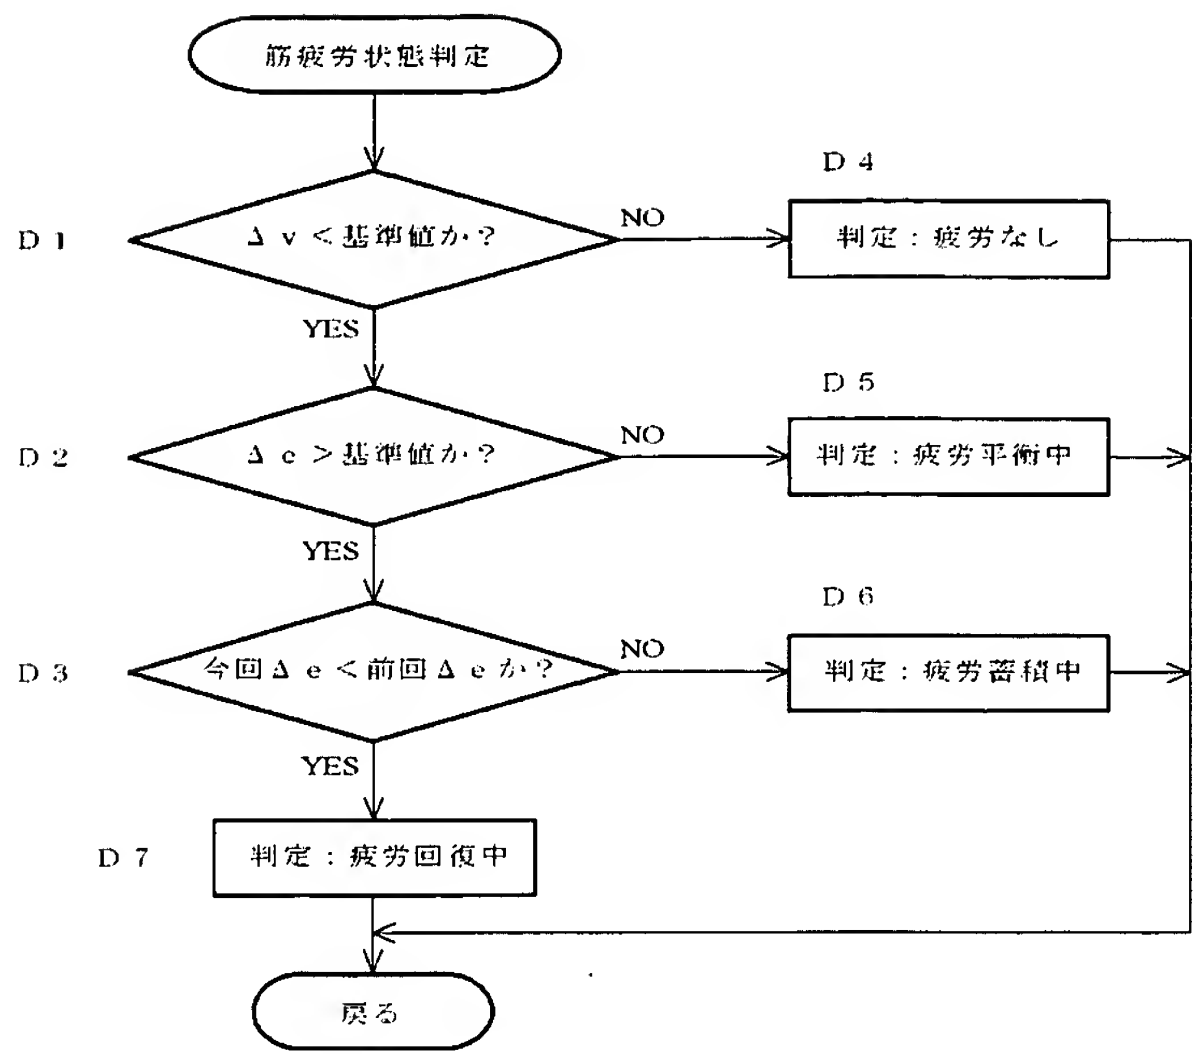 筋疲労状態判定
D 4
D 1
Δ v < 基準値か?
NO
判定:疲労なし
YES
D 5
D 2
Δ e > 基準値か?
NO
判定:疲労平衡中
YES
D 6
D 3
今回Δ e < 前回Δ e か?
NO
判定:疲労蓄積中
YES
D 7
判定:疲労回復中
戻る